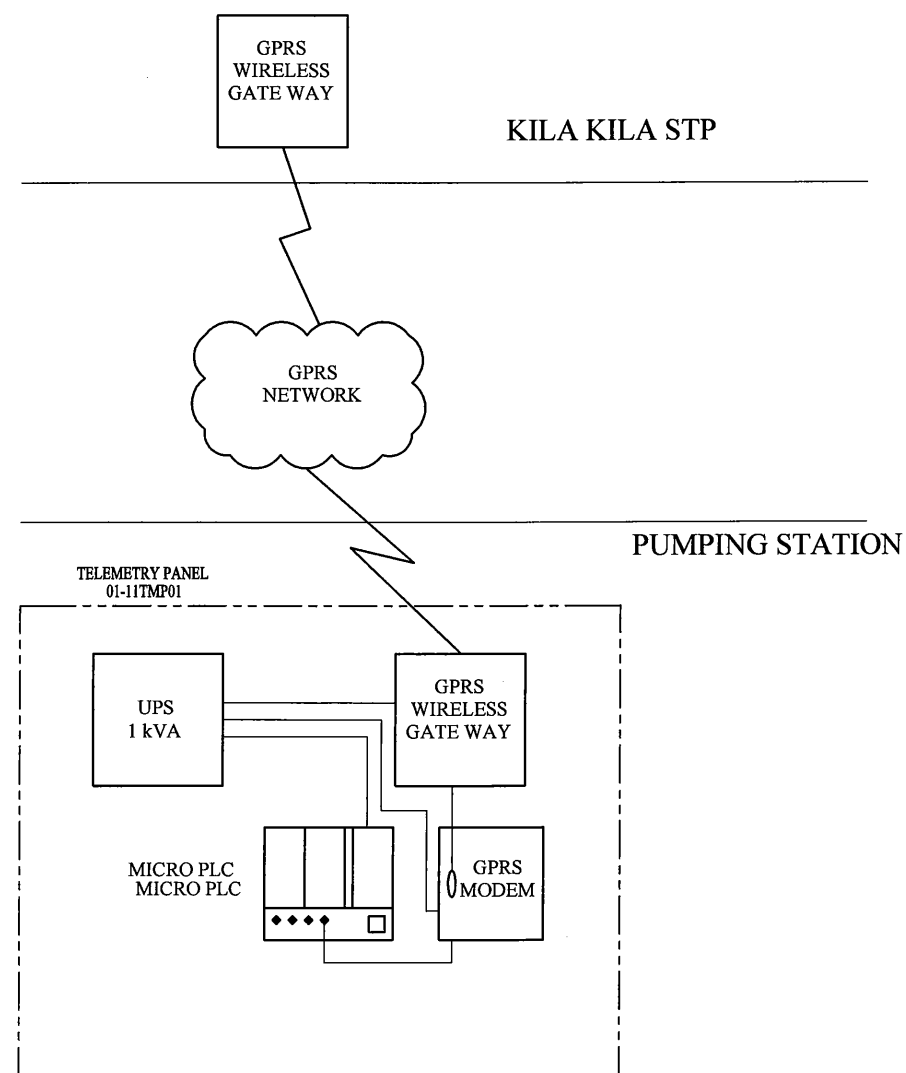 GPRS
WIRELESS
GATE WAY
KILA KILA STP
GPRS
NETWORK
PUMPING STATION
TELEMETRY PANEL
01-11TMP01
UPS
1 kVA
GPRS
WIRELESS
GATE WAY
MICRO PLC
MICRO PLC
GPRS
MODEM